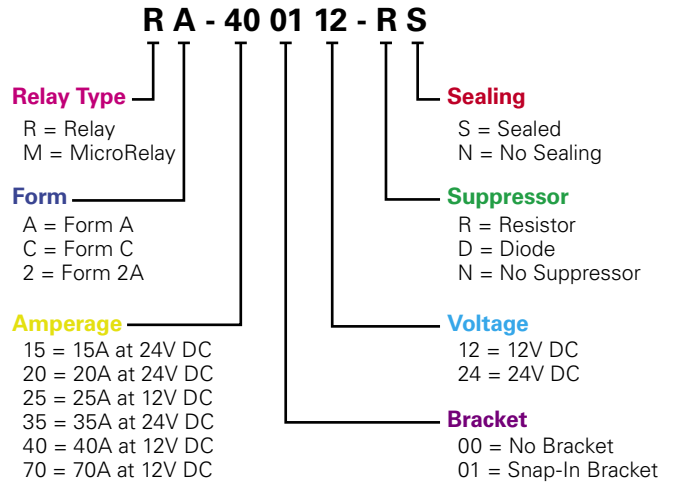 R A - 40 01 12 - R S
Relay Type
R = Relay
M = MicroRelay
Form
A = Form A
C = Form C
2 = Form 2A
Amperage
15 = 15A at 24V DC
20 = 20A at 24V DC
25 = 25A at 12V DC
35 = 35A at 24V DC
40 = 40A at 12V DC
70 = 70A at 12V DC
Sealing
S = Sealed
N = No Sealing
Suppressor
R = Resistor
D = Diode
N = No Suppressor
Voltage
12 = 12V DC
24 = 24V DC
Bracket
00 = No Bracket
01 = Snap-In Bracket